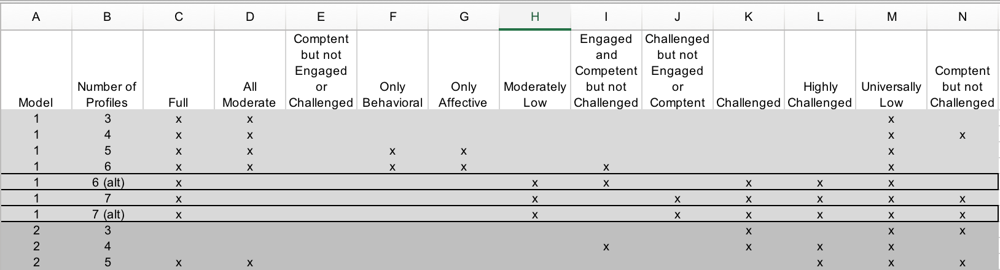 A B C D E F G H I J K L M N
Comptent Engaged Challenged
but not and but not
Engaged Competent Engaged Comptent
Number of All or Only Only Moderately but not or Highly Universally but not
Model Profiles Full Moderate Challenged Behavioral Affective Low Challenged Comptent Challenged Challenged Low Challenged
1 3 x x x
1 4 x x x x
1 5 x x x x x
1 6 x x x x x x
1 6 (alt) x x x x x x
1 7 x x x x x x x
1 7 (alt) x x x x x x x
2 3 x x x
2 4 x x x x
2 5 x x x x x